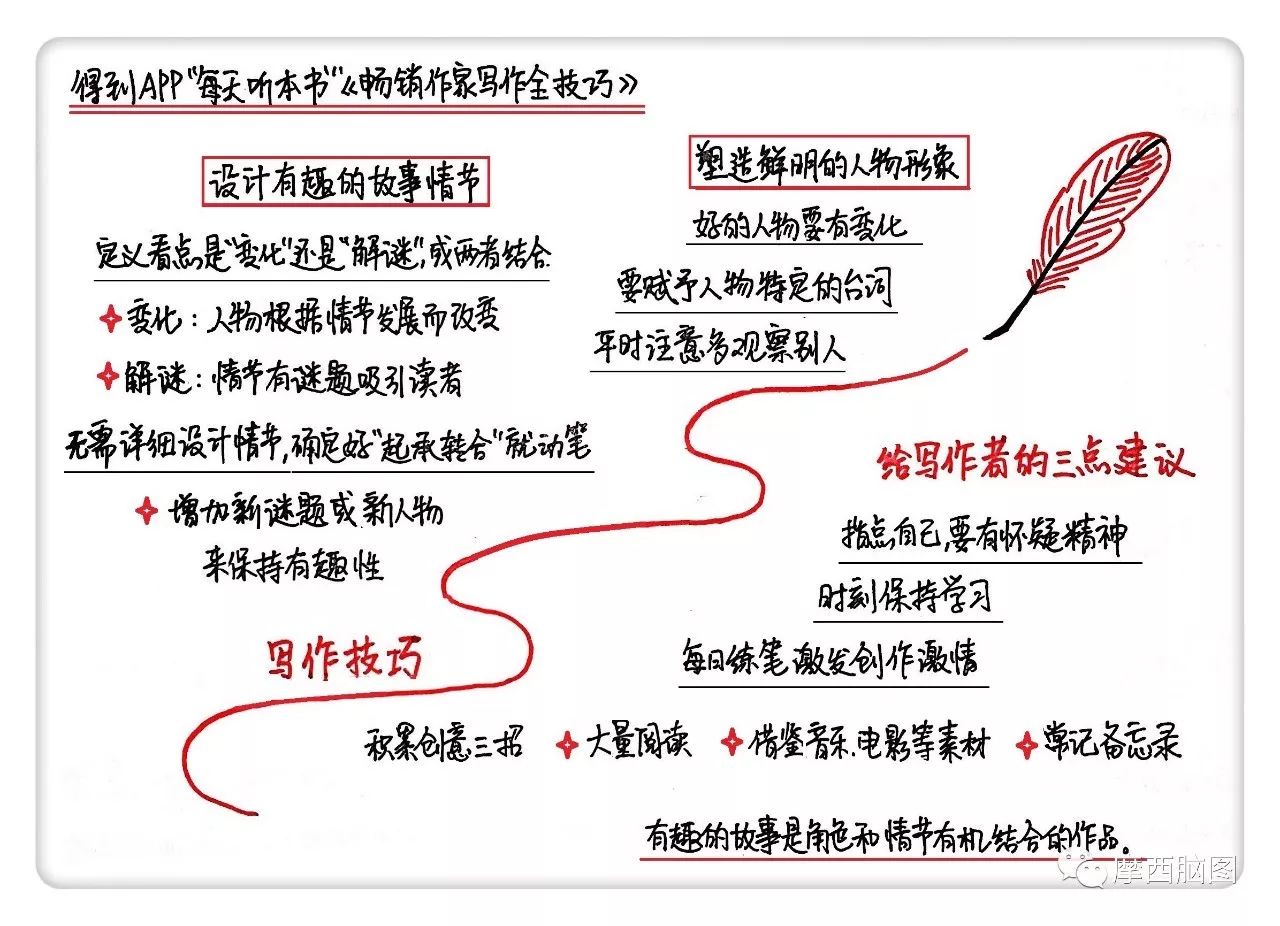 得到APP“每天听本书”《畅销作家写作全技巧》
设计有趣的故事情节
定义看点是“变化”还是“解谜”,或两者结合
变化:人物根据情节发展而改变
解谜:情节有谜题吸引读者
无需详细设计情节,确定好“起承转合”就动笔
增加新谜题或新人物
来保持有趣性
写作技巧
塑造鲜明的人物形象
好的人物要有变化
要赋予人物特定的台词
平时注意多观察别人
给写作者的三点建议
指点自己,要有怀疑精神
时刻保持学习
每日练笔激发创作激情
积累创意三招 大量阅读 借鉴音乐、电影等素材 常记备忘录
有趣的故事是角色和情节有机结合的作品。
摩西脑图